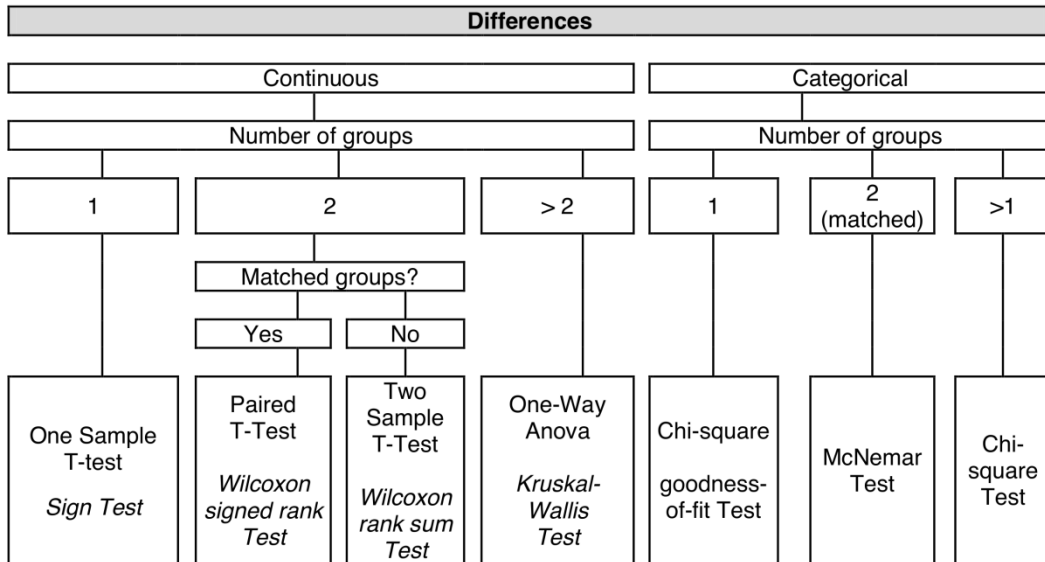 Differences
Continuous
Categorical
Number of groups
Number of groups
1
2
> 2
1
2
(matched)
>1
Matched groups?
Yes
No
One Sample
T-test
Sign Test
Paired
T-Test
Wilcoxon
signed rank
Test
Two
Sample
T-Test
Wilcoxon
rank sum
Test
One-Way
Anova
Kruskal-
Wallis
Test
Chi-square
goodness-
of-fit Test
McNemar
Test
Chi-
square
Test